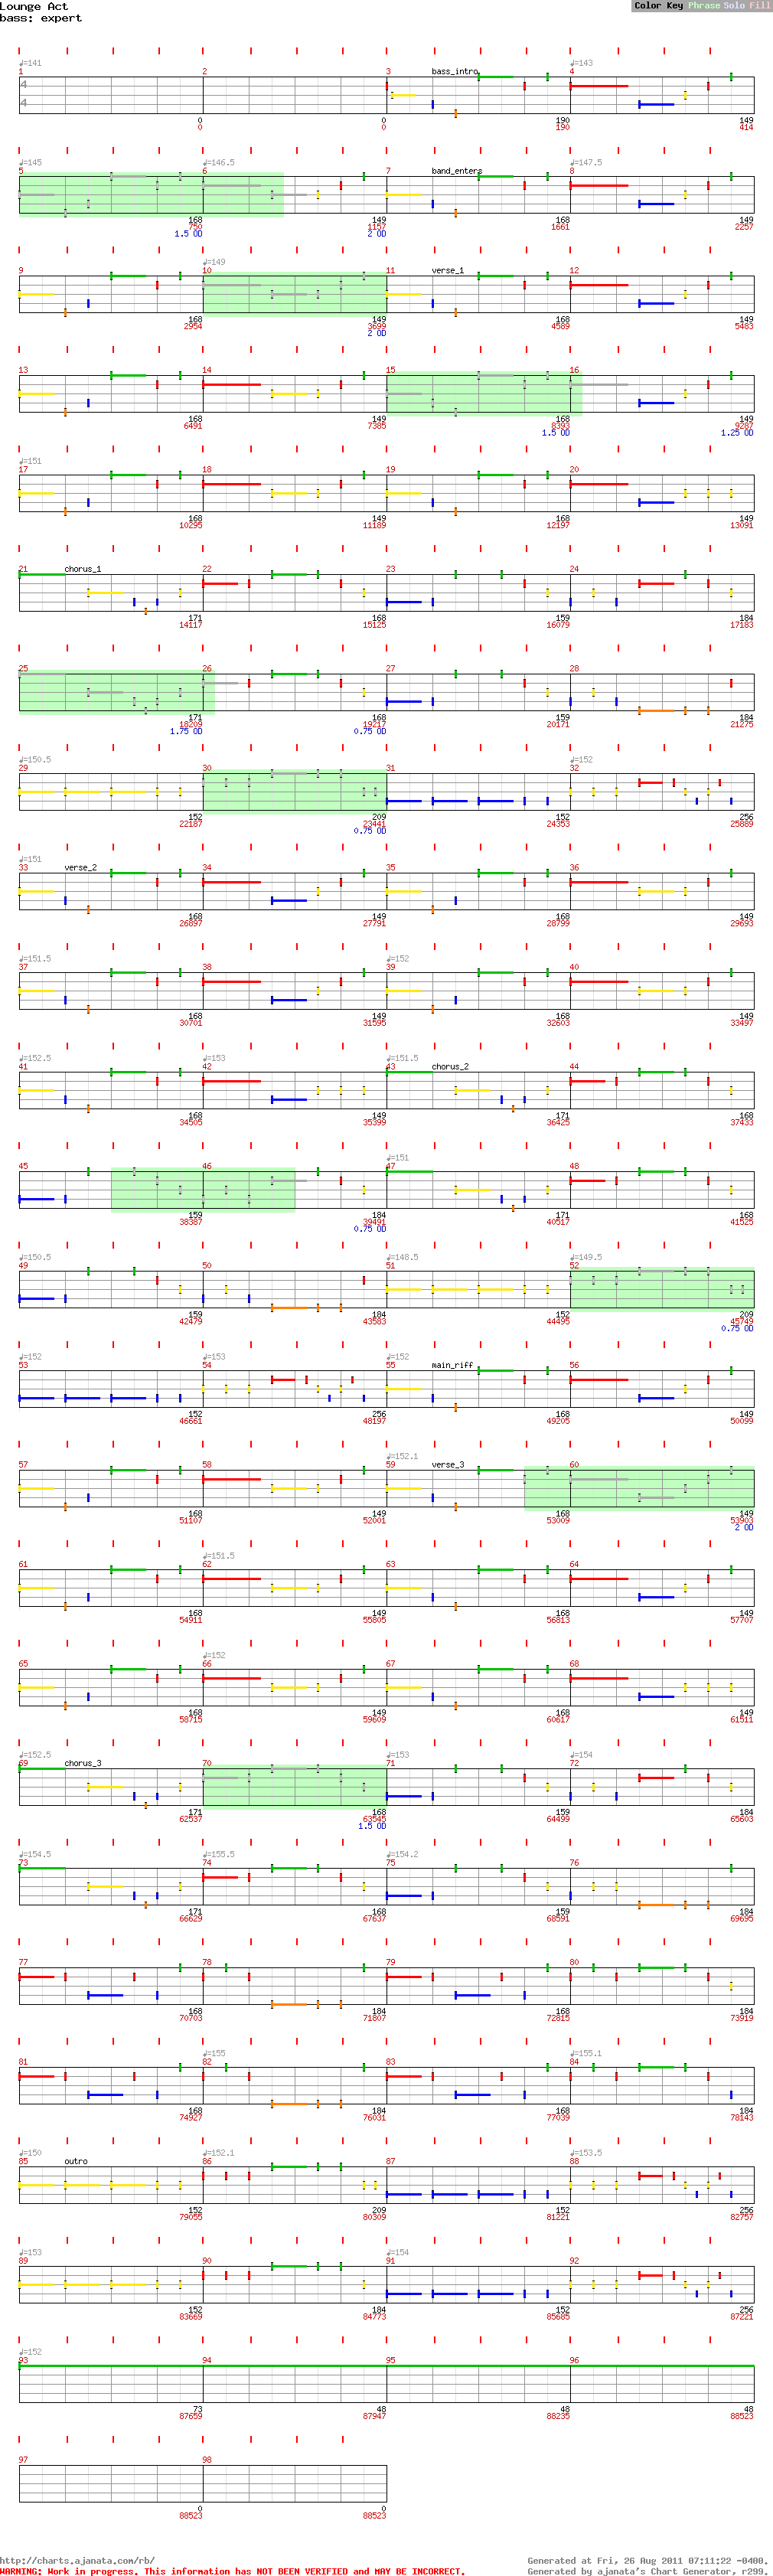 Lounge Act
Color Key Phrase Solo Fill
bass: expert
♩=141 ♩=143
1 2 3 bass_intro 4
4
4
0 0 190 149
0 0 190 414
♩=145 ♩=146.5 ♩=147.5
5 6 7 band_enters 8
168 149 168 149
750 1157 1661 2257
1.5 OD 2 OD
♩=149
9 10 11 verse_1 12
168 149 168 149
2954 3699 4589 5483
2 OD
13 14 15 16
168 149 168 149
6491 7385 8393 9287
1.5 OD 1.25 OD
♩=151
17 18 19 20
168 149 168 149
10295 11189 12197 13091
21 chorus_1 22 23 24
171 168 159 184
14117 15125 16079 17183
25 26 27 28
171 168 159 184
18209 19217 20171 21275
1.75 OD 0.75 OD
♩=150.5 ♩=152
29 30 31 32
152 209 152 256
22187 23441 24353 25889
0.75 OD
♩=151
33 verse_2 34 35 36
168 149 168 149
26897 27791 28799 29693
♩=151.5 ♩=152
37 38 39 40
168 149 168 149
30701 31595 32603 33497
♩=152.5 ♩=153 ♩=151.5
41 42 43 chorus_2 44
168 149 171 168
34505 35399 36425 37433
♩=151
45 46 47 48
159 184 171 168
38387 39491 40517 41525
0.75 OD
♩=150.5 ♩=148.5 ♩=149.5
49 50 51 52
159 184 152 209
42479 43583 44495 45749
0.75 OD
♩=152 ♩=153 ♩=152
53 54 55 main_riff 56
152 256 168 149
46661 48197 49205 50099
♩=152.1
57 58 59 verse_3 60
168 149 168 149
51107 52001 53009 53903
2 OD
♩=151.5
61 62 63 64
168 149 168 149
54911 55805 56813 57707
♩=152
65 66 67 68
168 149 168 149
58715 59609 60617 61511
♩=152.5 ♩=153 ♩=154
69 chorus_3 70 71 72
171 168 159 184
62537 63545 64499 65603
1.5 OD
♩=154.5 ♩=155.5 ♩=154.2
73 74 75 76
171 168 159 184
66629 67637 68591 69695
77 78 79 80
168 184 168 184
70703 71807 72815 73919
♩=155 ♩=155.1
81 82 83 84
168 184 168 184
74927 76031 77039 78143
♩=150 ♩=152.1 ♩=153.5
85 outro 86 87 88
152 209 152 256
79055 80309 81221 82757
♩=153 ♩=154
89 90 91 92
152 184 152 256
83669 84773 85685 87221
♩=152
93 94 95 96
73 48 48 48
87659 87947 88235 88523
97 98
0 0
88523 88523
http://charts.ajanata.com/rb/ Generated at Fri, 26 Aug 2011 07:11:22 -0400.
WARNING: Work in progress. This information has NOT BEEN VERIFIED and MAY BE INCORRECT. Generated by ajanata's Chart Generator, r299.